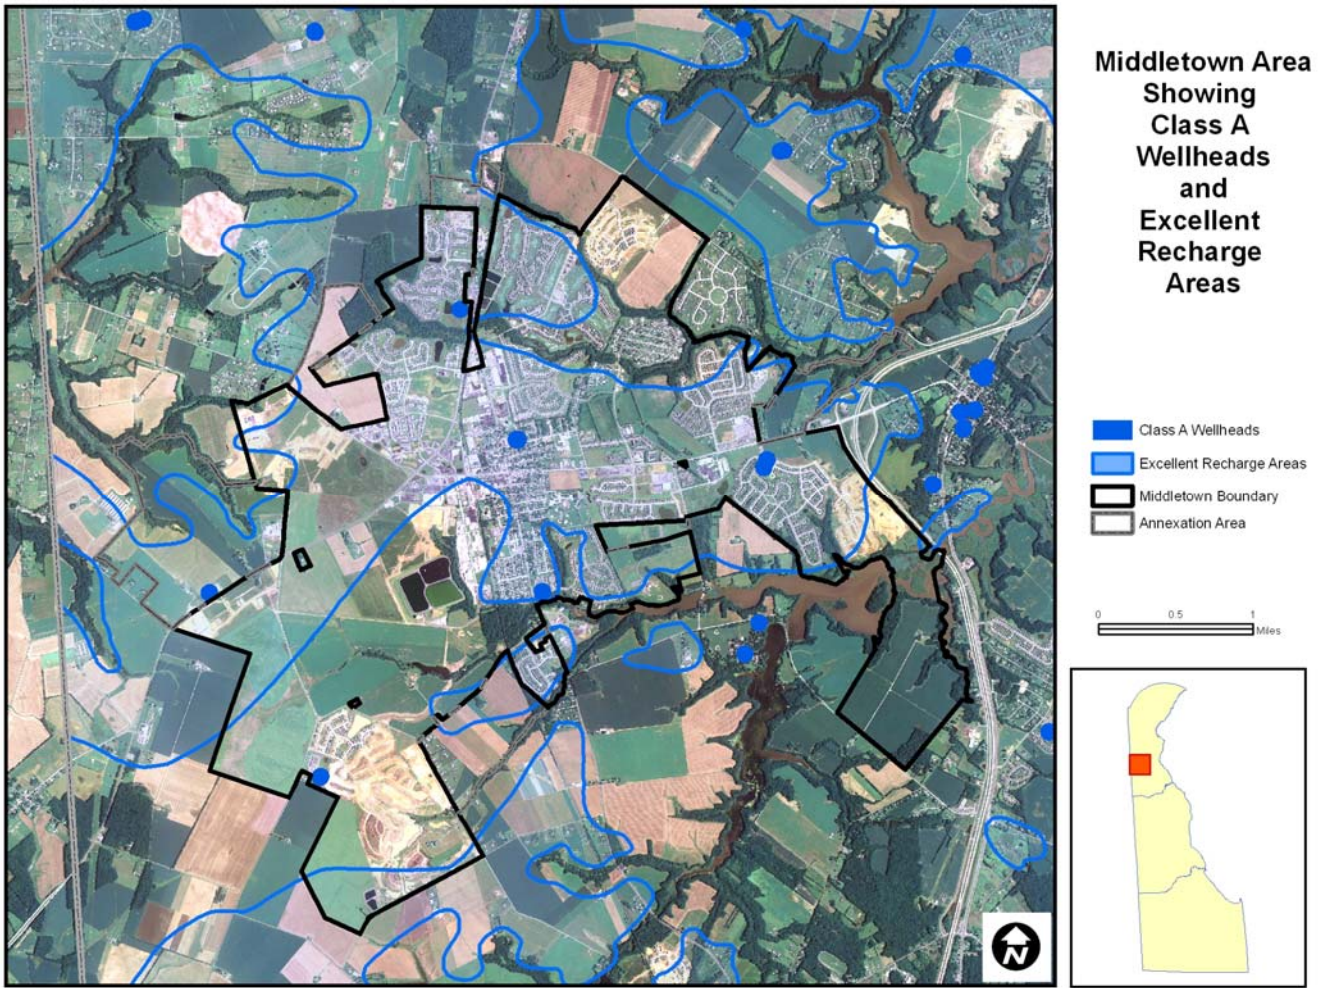 Middletown Area
Showing
Class A
Wellheads
and
Excellent
Recharge
Areas
Class A Wellheads
Excellent Recharge Areas
Middletown Boundary
Annexation Area
0 0.5 1
Miles
N